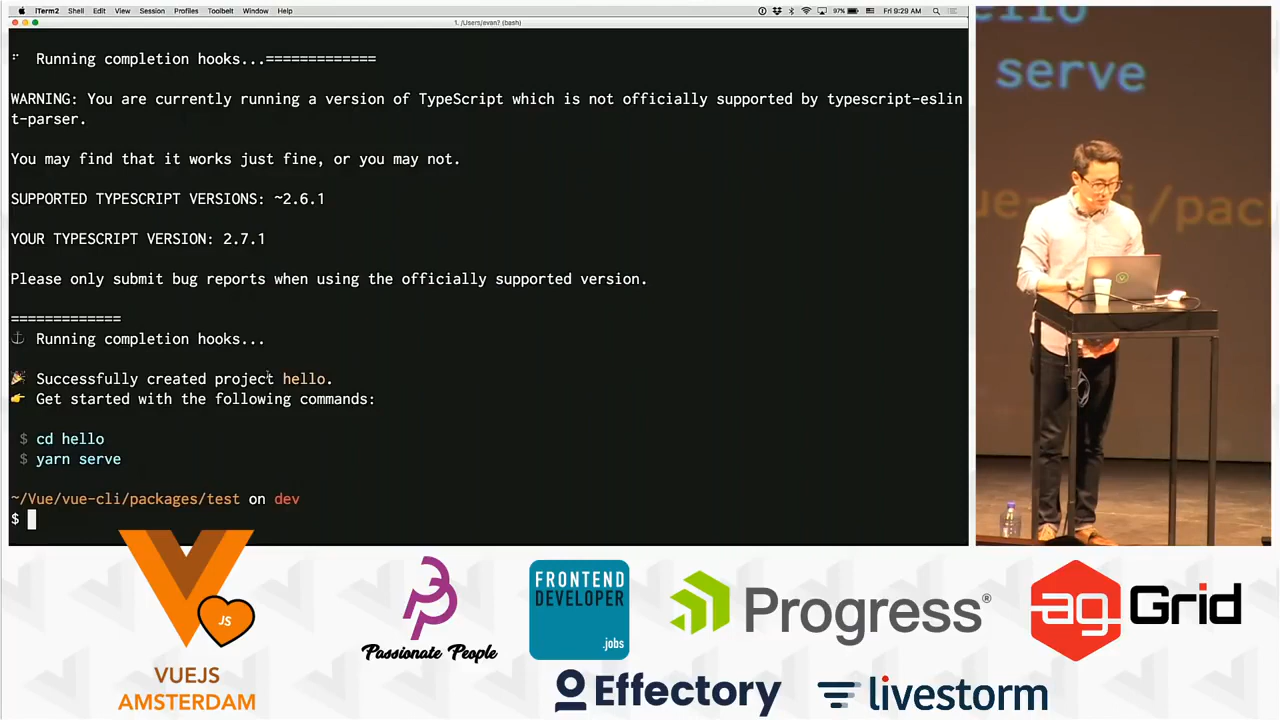 iTerm2 Shell Edit View Session Profiles Toolbelt Window Help
97% Fri 9:29 AM
1. /Users/evan? (bash)
Running completion hooks...=============
WARNING: You are currently running a version of TypeScript which is not officially supported by typescript-eslin
t-parser.
You may find that it works just fine, or you may not.
SUPPORTED TYPESCRIPT VERSIONS: ~2.6.1
YOUR TYPESCRIPT VERSION: 2.7.1
Please only submit bug reports when using the officially supported version.
=============
Running completion hooks...
Successfully created project hello.
Get started with the following commands:
$ cd hello
$ yarn serve
~/Vue/vue-cli/packages/test on dev
$
serve
JS
VUEJS
AMSTERDAM
Passionate People
FRONTEND
DEVELOPER
.jobs
Progress®
ag Grid
Effectory
livestorm